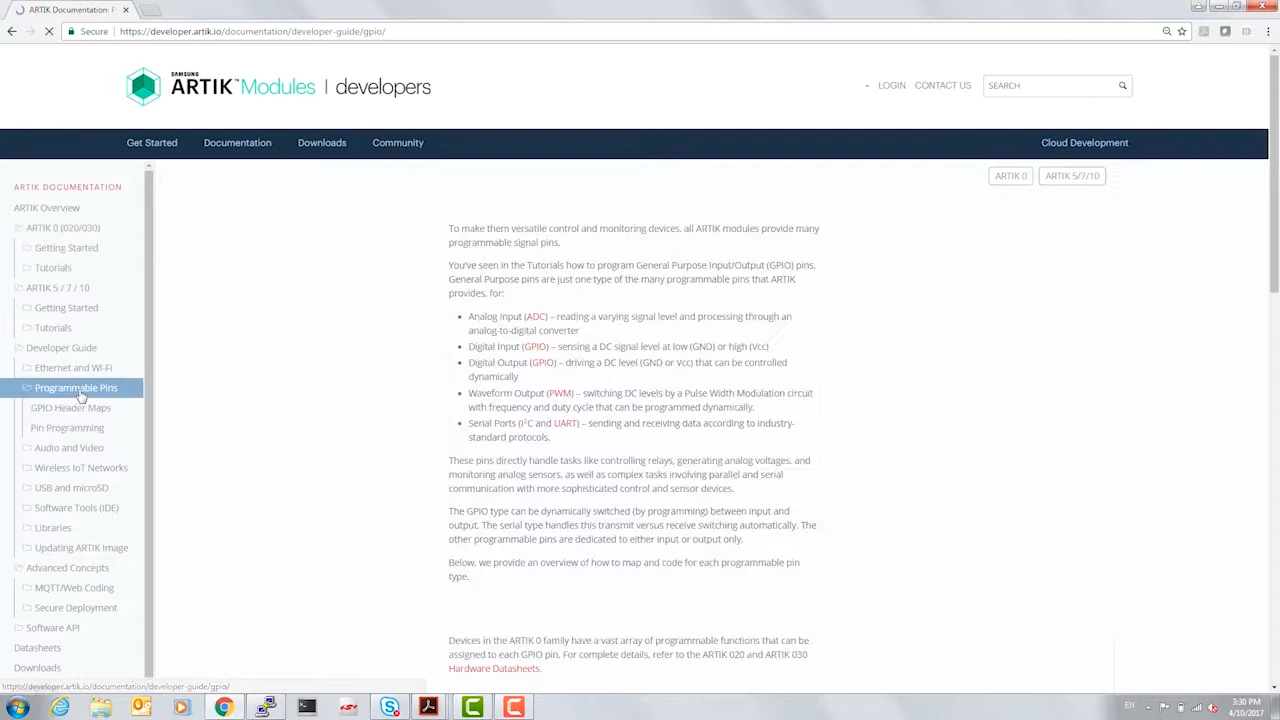 ARTIK Documentation: P
Secure
https://developer.artik.io/documentation/developer-guide/gpio/
SAMSUNG
ARTIK™ Modules | developers
LOGIN
CONTACT US
SEARCH
Get Started
Documentation
Downloads
Community
Cloud Development
ARTIK DOCUMENTATION
ARTIK Overview
ARTIK 0 (020/030)
Getting Started
Tutorials
ARTIK 5 / 7 / 10
Getting Started
Tutorials
Developer Guide
Ethernet and Wi-Fi
Programmable Pins
GPIO Header Maps
Pin Programming
Audio and Video
Wireless IoT Networks
USB and microSD
Software Tools (IDE)
Libraries
Updating ARTIK Image
Advanced Concepts
MQTT/Web Coding
Secure Deployment
Software API
Datasheets
Downloads
ARTIK 0
ARTIK 5/7/10
To make them versatile control and monitoring devices, all ARTIK modules provide many
programmable signal pins.
You've seen in the Tutorials how to program General Purpose Input/Output (GPIO) pins.
General Purpose pins are just one type of the many programmable pins that ARTIK
provides, for:
• Analog Input (ADC) – reading a varying signal level and processing through an
analog-to-digital converter
• Digital Input (GPIO) – sensing a DC signal level at low (GND) or high (Vcc)
• Digital Output (GPIO) – driving a DC level (GND or Vcc) that can be controlled
dynamically
• Waveform Output (PWM) – switching DC levels by a Pulse Width Modulation circuit
with frequency and duty cycle that can be programmed dynamically.
• Serial Ports (I²C and UART) – sending and receiving data according to industry-
standard protocols.
These pins directly handle tasks like controlling relays, generating analog voltages, and
monitoring analog sensors, as well as complex tasks involving parallel and serial
communication with more sophisticated control and sensor devices.
The GPIO type can be dynamically switched (by programming) between input and
output. The serial type handles this transmit versus receive switching automatically. The
other programmable pins are dedicated to either input or output only.
Below, we provide an overview of how to map and code for each programmable pin
type.
Devices in the ARTIK 0 family have a vast array of programmable functions that can be
assigned to each GPIO pin. For complete details, refer to the ARTIK 020 and ARTIK 030
Hardware Datasheets.
https://developer.artik.io/documentation/developer-guide/gpio/
EN
3:30 PM
4/10/2017